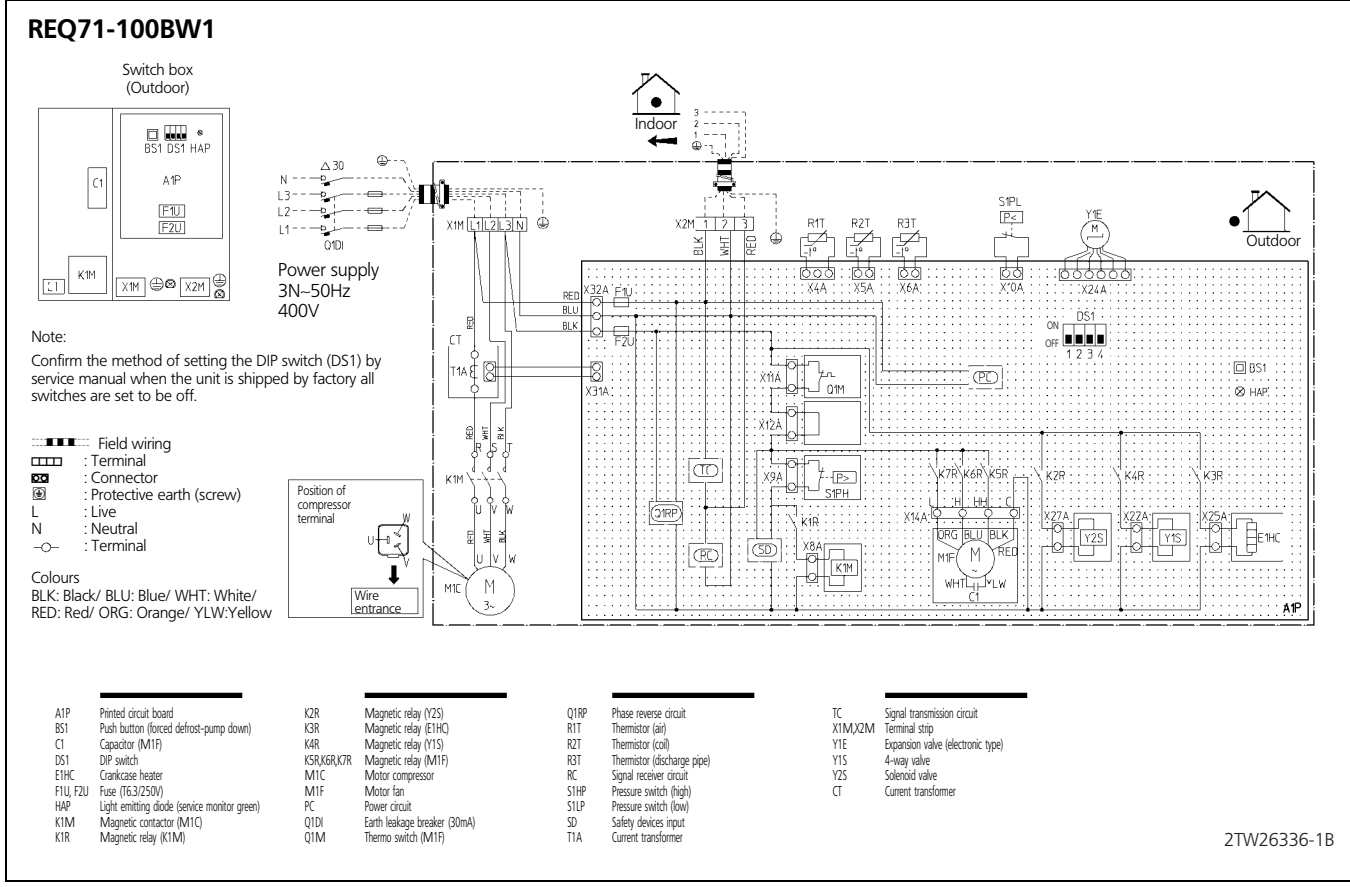 REQ71-100BW1
Switch box
(Outdoor)
BS1 DS1 HAP
A1P
C1
F1U
F2U
K1M
X1M
X2M
△ 30
N
L3
L2
L1
Q1DI
Power supply
3N~50Hz
400V
Indoor
3
2
1
Outdoor
X1M L1 L2 L3 N
X2M 1 2 3
BLK
WHT
RED
R1T
R2T
R3T
S1PL
P<
Y1E
M
X4A
X5A
X6A
X24A
X32A
F1U
RED
BLU
BLK
F2U
RED
CT
T1A
X31A
DS1
ON
OFF
1 2 3 4
BS1
HAP
X11A
Q1M
PC
X12A
X9A
P>
S1PH
TC
Q1RP
RC
SD
K1R
X8A
K1M
K7R K6R K5R
L H HH C
X14A
ORG BLU BLK
M1F
M
~
RED
WHT
YLW
C1
K2R
X27A
Y2S
K4R
X22A
Y1S
K3R
X25A
E1HC
A1P
RED
WHT
BLK
R S T
K1M
U V W
RED
WHT
BLK
U V W
M1C
M
3~
Position of
compressor
terminal
W
U
V
Wire
entrance
Note:
Confirm the method of setting the DIP switch (DS1) by
service manual when the unit is shipped by factory all
switches are set to be off.
Field wiring
: Terminal
: Connector
: Protective earth (screw)
L : Live
N : Neutral
: Terminal
Colours
BLK: Black/ BLU: Blue/ WHT: White/
RED: Red/ ORG: Orange/ YLW:Yellow
A1P Printed circuit board
BS1 Push button (forced defrost-pump down)
C1 Capacitor (M1F)
DS1 DIP switch
E1HC Crankcase heater
F1U, F2U Fuse (T6.3/250V)
HAP Light emitting diode (service monitor green)
K1M Magnetic contactor (M1C)
K1R Magnetic relay (K1M)
K2R Magnetic relay (Y2S)
K3R Magnetic relay (E1HC)
K4R Magnetic relay (Y1S)
K5R,K6R,K7R Magnetic relay (M1F)
M1C Motor compressor
M1F Motor fan
PC Power circuit
Q1DI Earth leakage breaker (30mA)
Q1M Thermo switch (M1F)
Q1RP Phase reverse circuit
R1T Thermistor (air)
R2T Thermistor (coil)
R3T Thermistor (discharge pipe)
RC Signal receiver circuit
S1HP Pressure switch (high)
S1LP Pressure switch (low)
SD Safety devices input
T1A Current transformer
TC Signal transmission circuit
X1M,X2M Terminal strip
Y1E Expansion valve (electronic type)
Y1S 4-way valve
Y2S Solenoid valve
CT Current transformer
2TW26336-1B